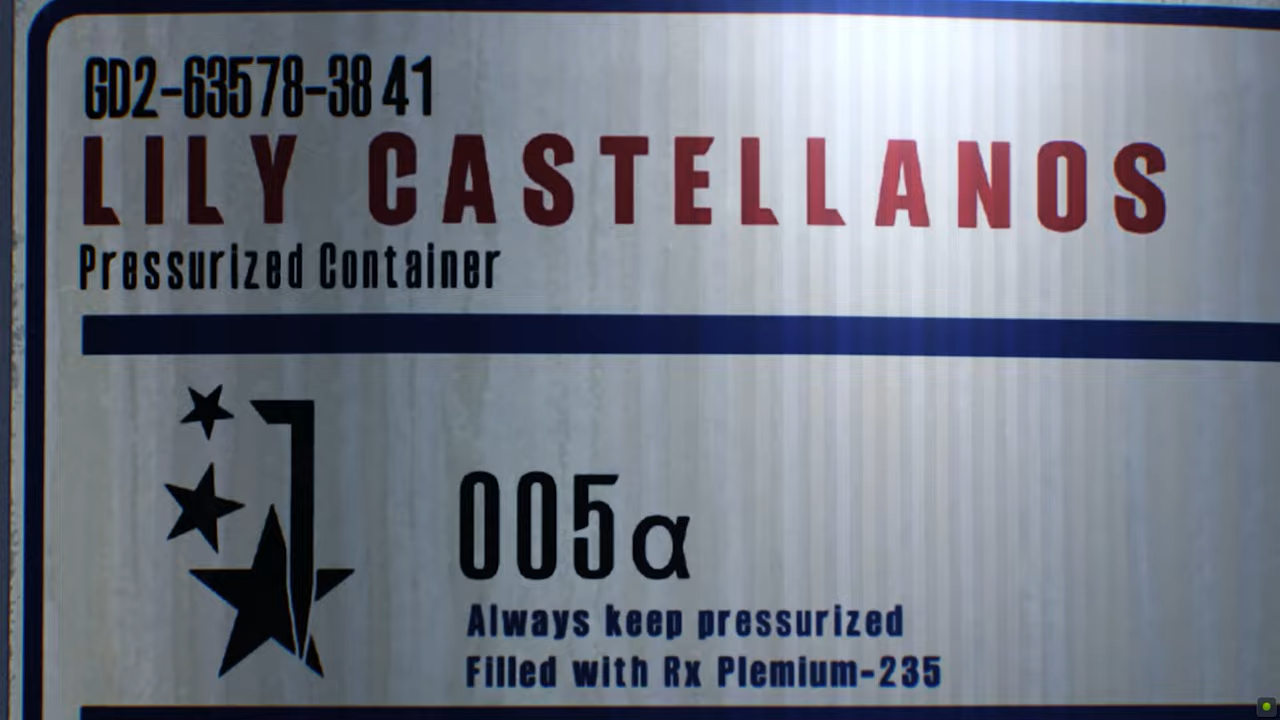 GD2-63578-38 41
LILY CASTELLANOS
Pressurized Container
005α
Always keep pressurized
Filled with Rx Plemium-235